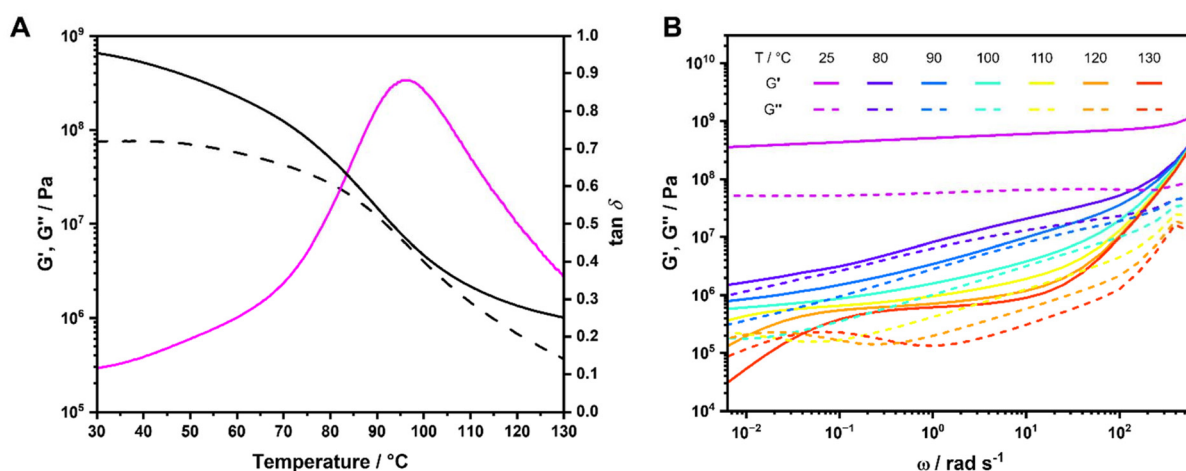 A
G', G'' / Pa
10⁹
10⁸
10⁷
10⁶
10⁵
1.0
0.9
0.8
0.7
0.6
0.5
0.4
0.3
0.2
0.1
0.0
tan δ
30 40 50 60 70 80 90 100 110 120 130
Temperature / °C
B
T / °C 25 80 90 100 110 120 130
G'
G''
G', G'' / Pa
10¹⁰
10⁹
10⁸
10⁷
10⁶
10⁵
10⁴
10⁻² 10⁻¹ 10⁰ 10¹ 10²
ω / rad s⁻¹